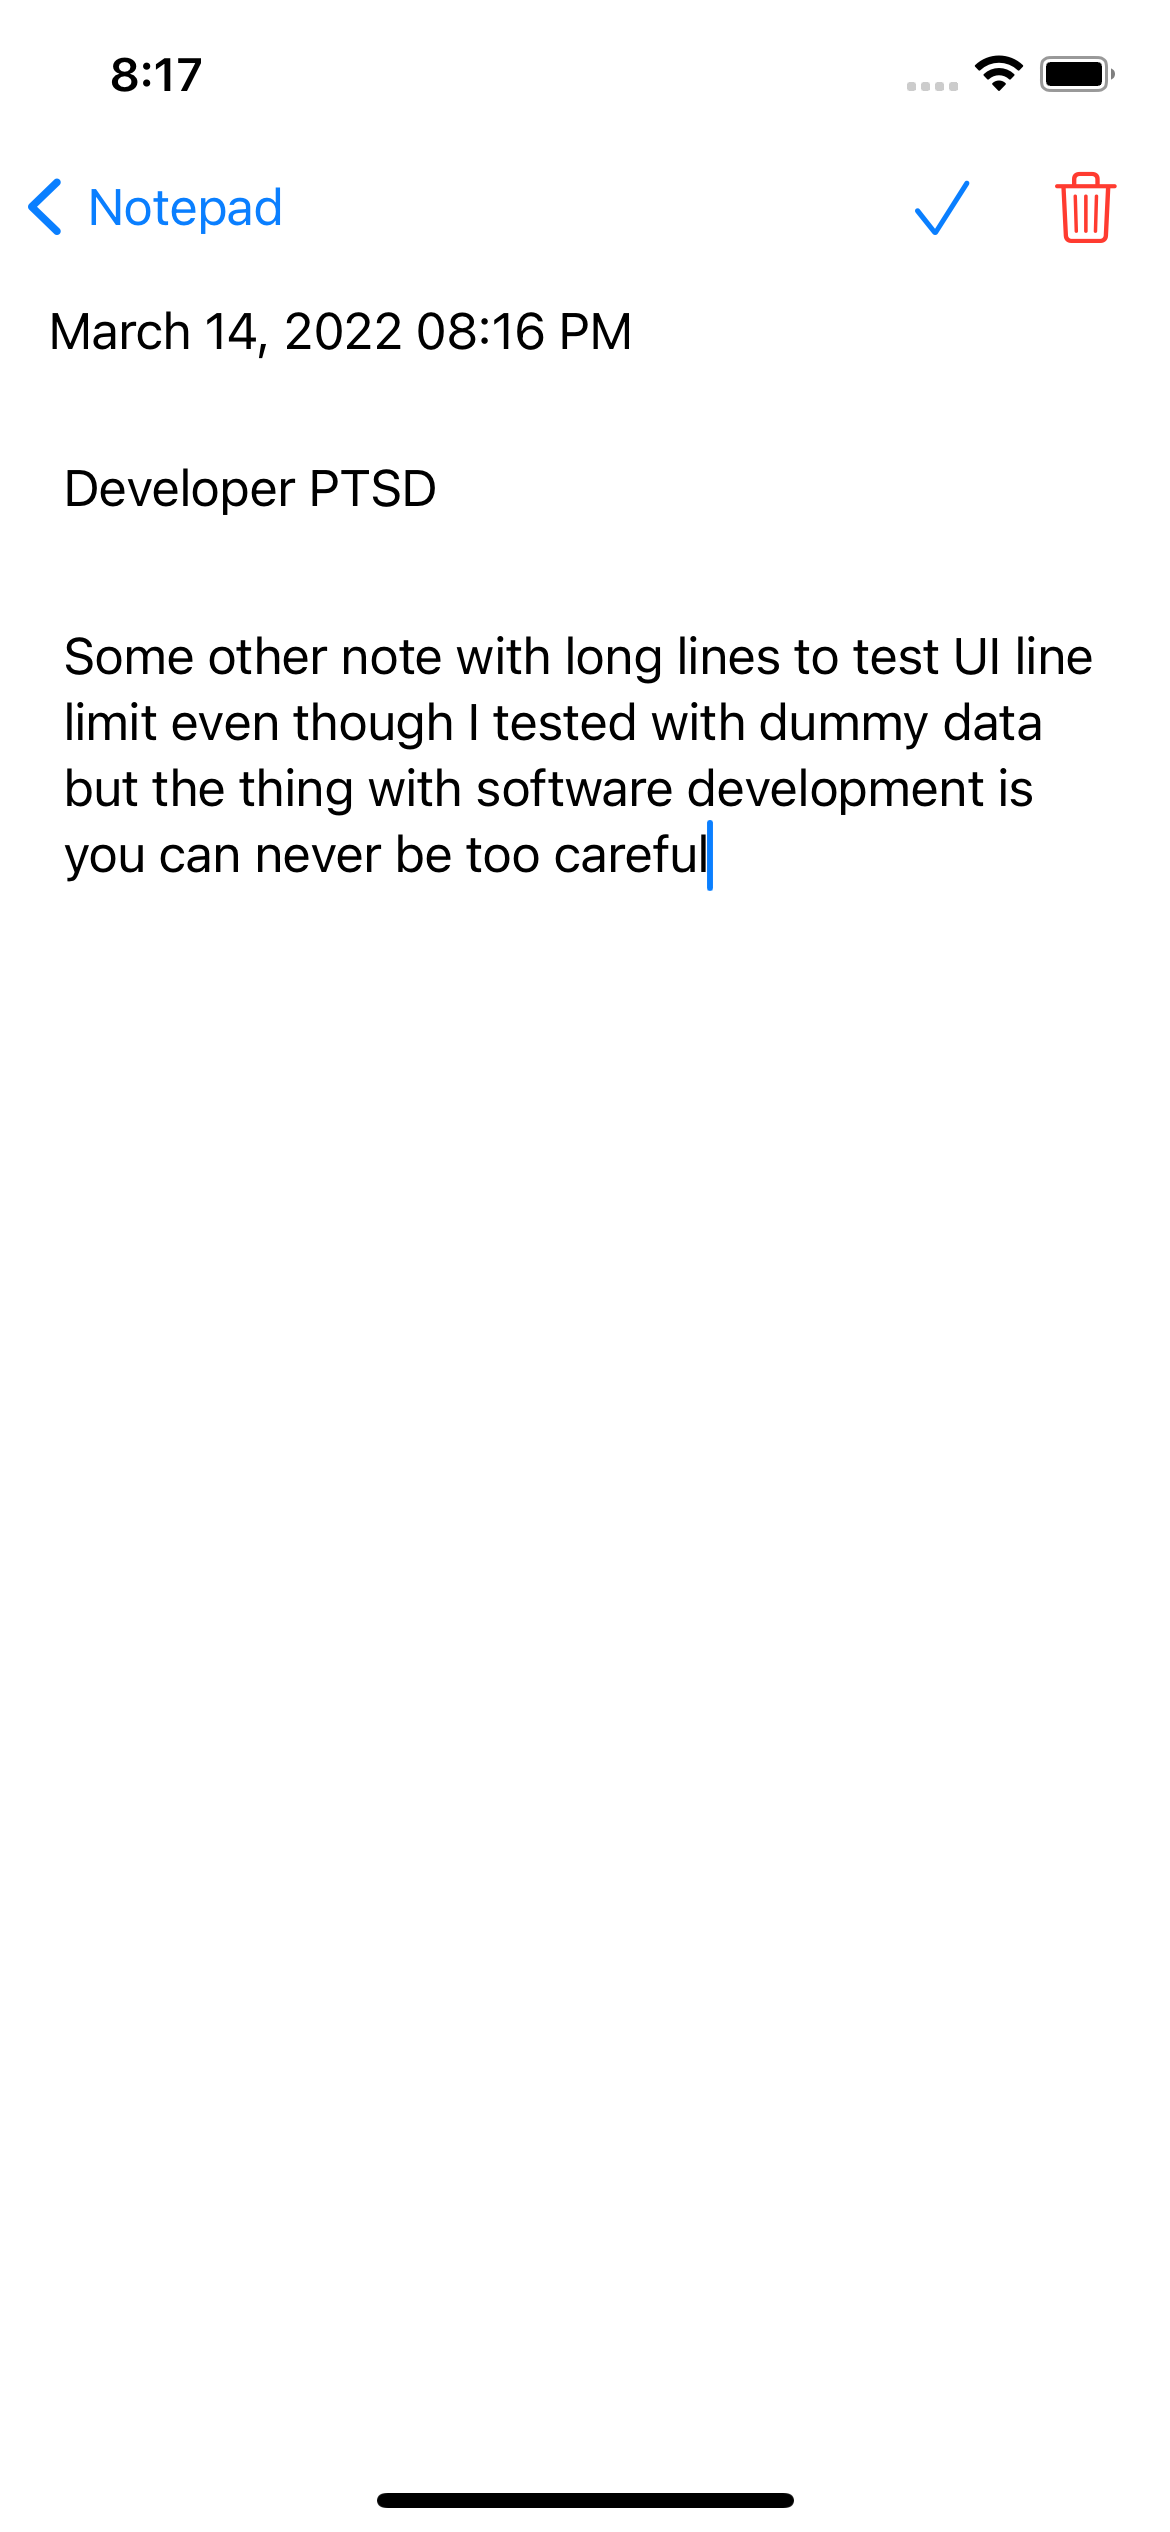 8:17
Notepad
March 14, 2022 08:16 PM
Developer PTSD
Some other note with long lines to test UI line
limit even though I tested with dummy data
but the thing with software development is
you can never be too careful